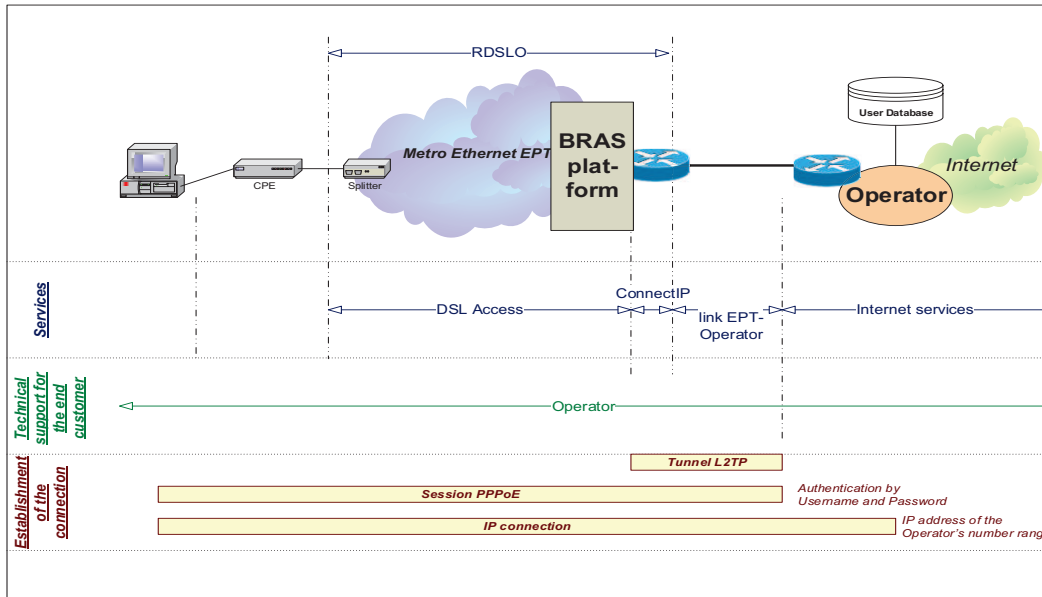 RDSLO
User Database
Metro Ethernet EPT
BRAS
plat-
form
Internet
Operator
CPE
Splitter
Services
DSL Access
ConnectIP
link EPT-
Operator
Internet services
Technical
support for
the end
customer
Operator
Establishment
of the
connection
Tunnel L2TP
Session PPPoE
Authentication by
Username and Password
IP connection
IP address of the
Operator's number rang